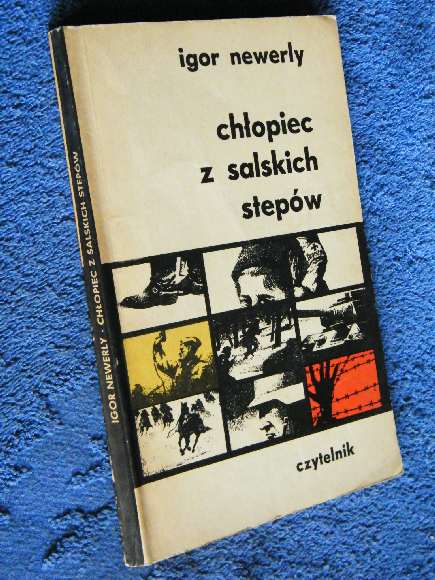 igor newerly
chłopiec
z salskich
stepów
czytelnik
IGOR NEWERLY · CHŁOPIEC Z SALSKICH STEPÓW